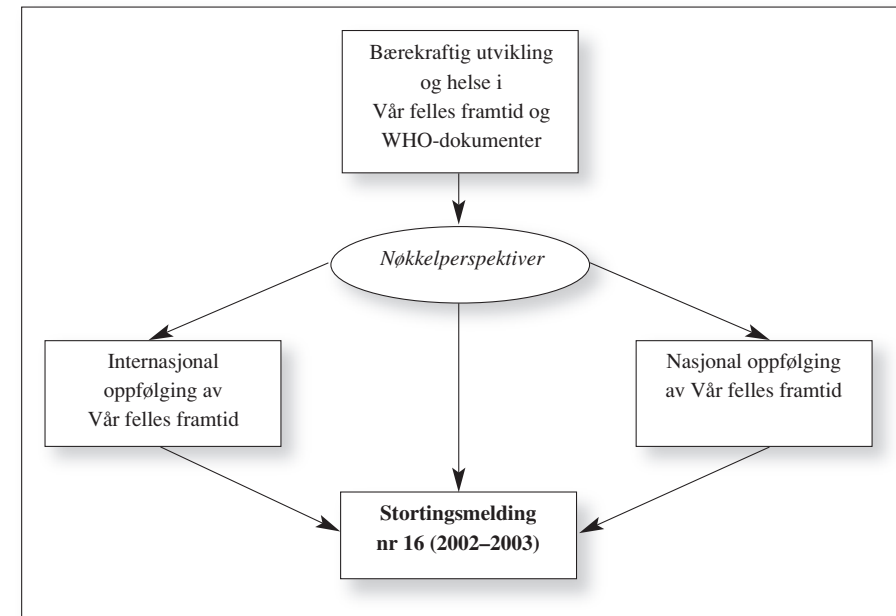 Bærekraftig utvikling
og helse i
Vår felles framtid og
WHO-dokumenter
Nøkkelperspektiver
Internasjonal
oppfølging av
Vår felles framtid
Nasjonal oppfølging
av Vår felles framtid
Stortingsmelding
nr 16 (2002–2003)